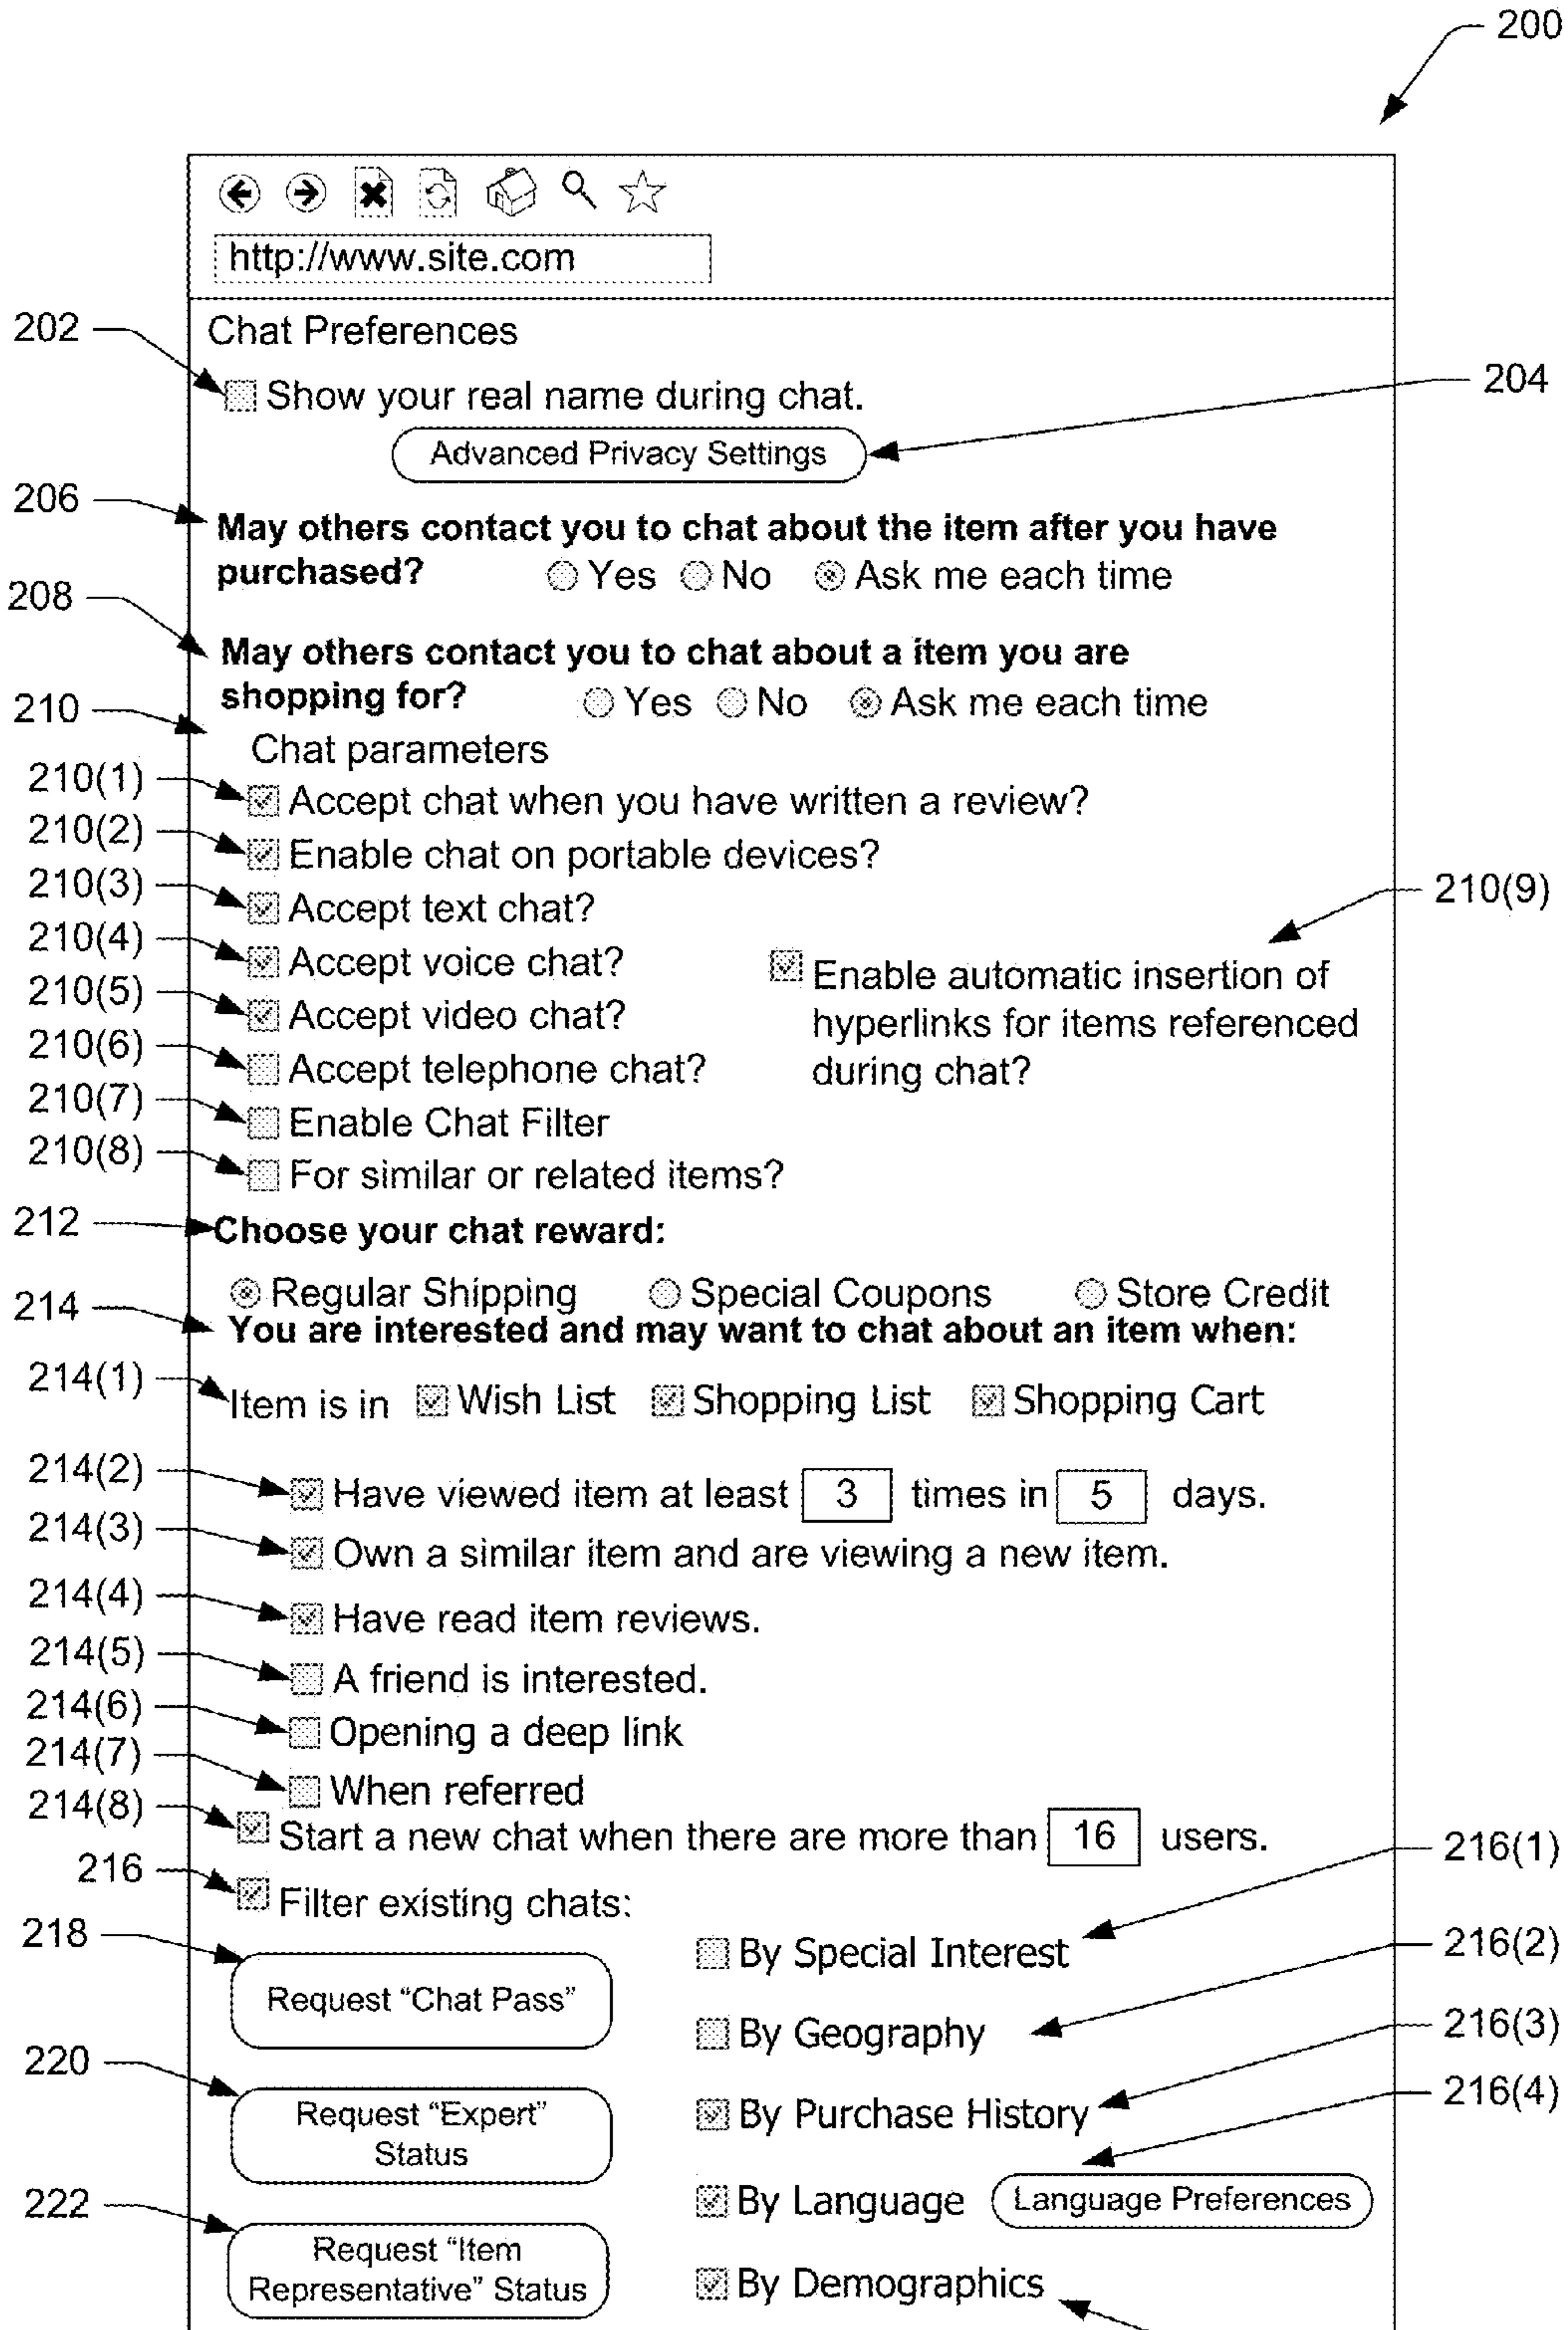 200
http://www.site.com
202
Chat Preferences
Show your real name during chat.
204
Advanced Privacy Settings
206
May others contact you to chat about the item after you have
purchased? Yes No Ask me each time
208
May others contact you to chat about a item you are
shopping for? Yes No Ask me each time
210
Chat parameters
210(1) Accept chat when you have written a review?
210(2) Enable chat on portable devices?
210(3) Accept text chat?
210(9)
210(4) Accept voice chat?
Enable automatic insertion of
hyperlinks for items referenced
during chat?
210(5) Accept video chat?
210(6) Accept telephone chat?
210(7) Enable Chat Filter
210(8) For similar or related items?
212 Choose your chat reward:
Regular Shipping Special Coupons Store Credit
214 You are interested and may want to chat about an item when:
214(1) Item is in Wish List Shopping List Shopping Cart
214(2) Have viewed item at least 3 times in 5 days.
214(3) Own a similar item and are viewing a new item.
214(4) Have read item reviews.
214(5) A friend is interested.
214(6) Opening a deep link
214(7) When referred
214(8) Start a new chat when there are more than 16 users.
216 Filter existing chats:
216(1)
218
Request “Chat Pass”
By Special Interest
216(2)
By Geography
216(3)
220
Request “Expert”
Status
By Purchase History
216(4)
222
By Language Language Preferences
Request “Item
Representative” Status
By Demographics